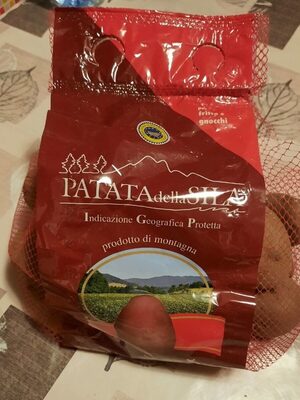 fritte e
gnocchi
PATATA della SILA
Indicazione Geografica Protetta
prodotto di montagna